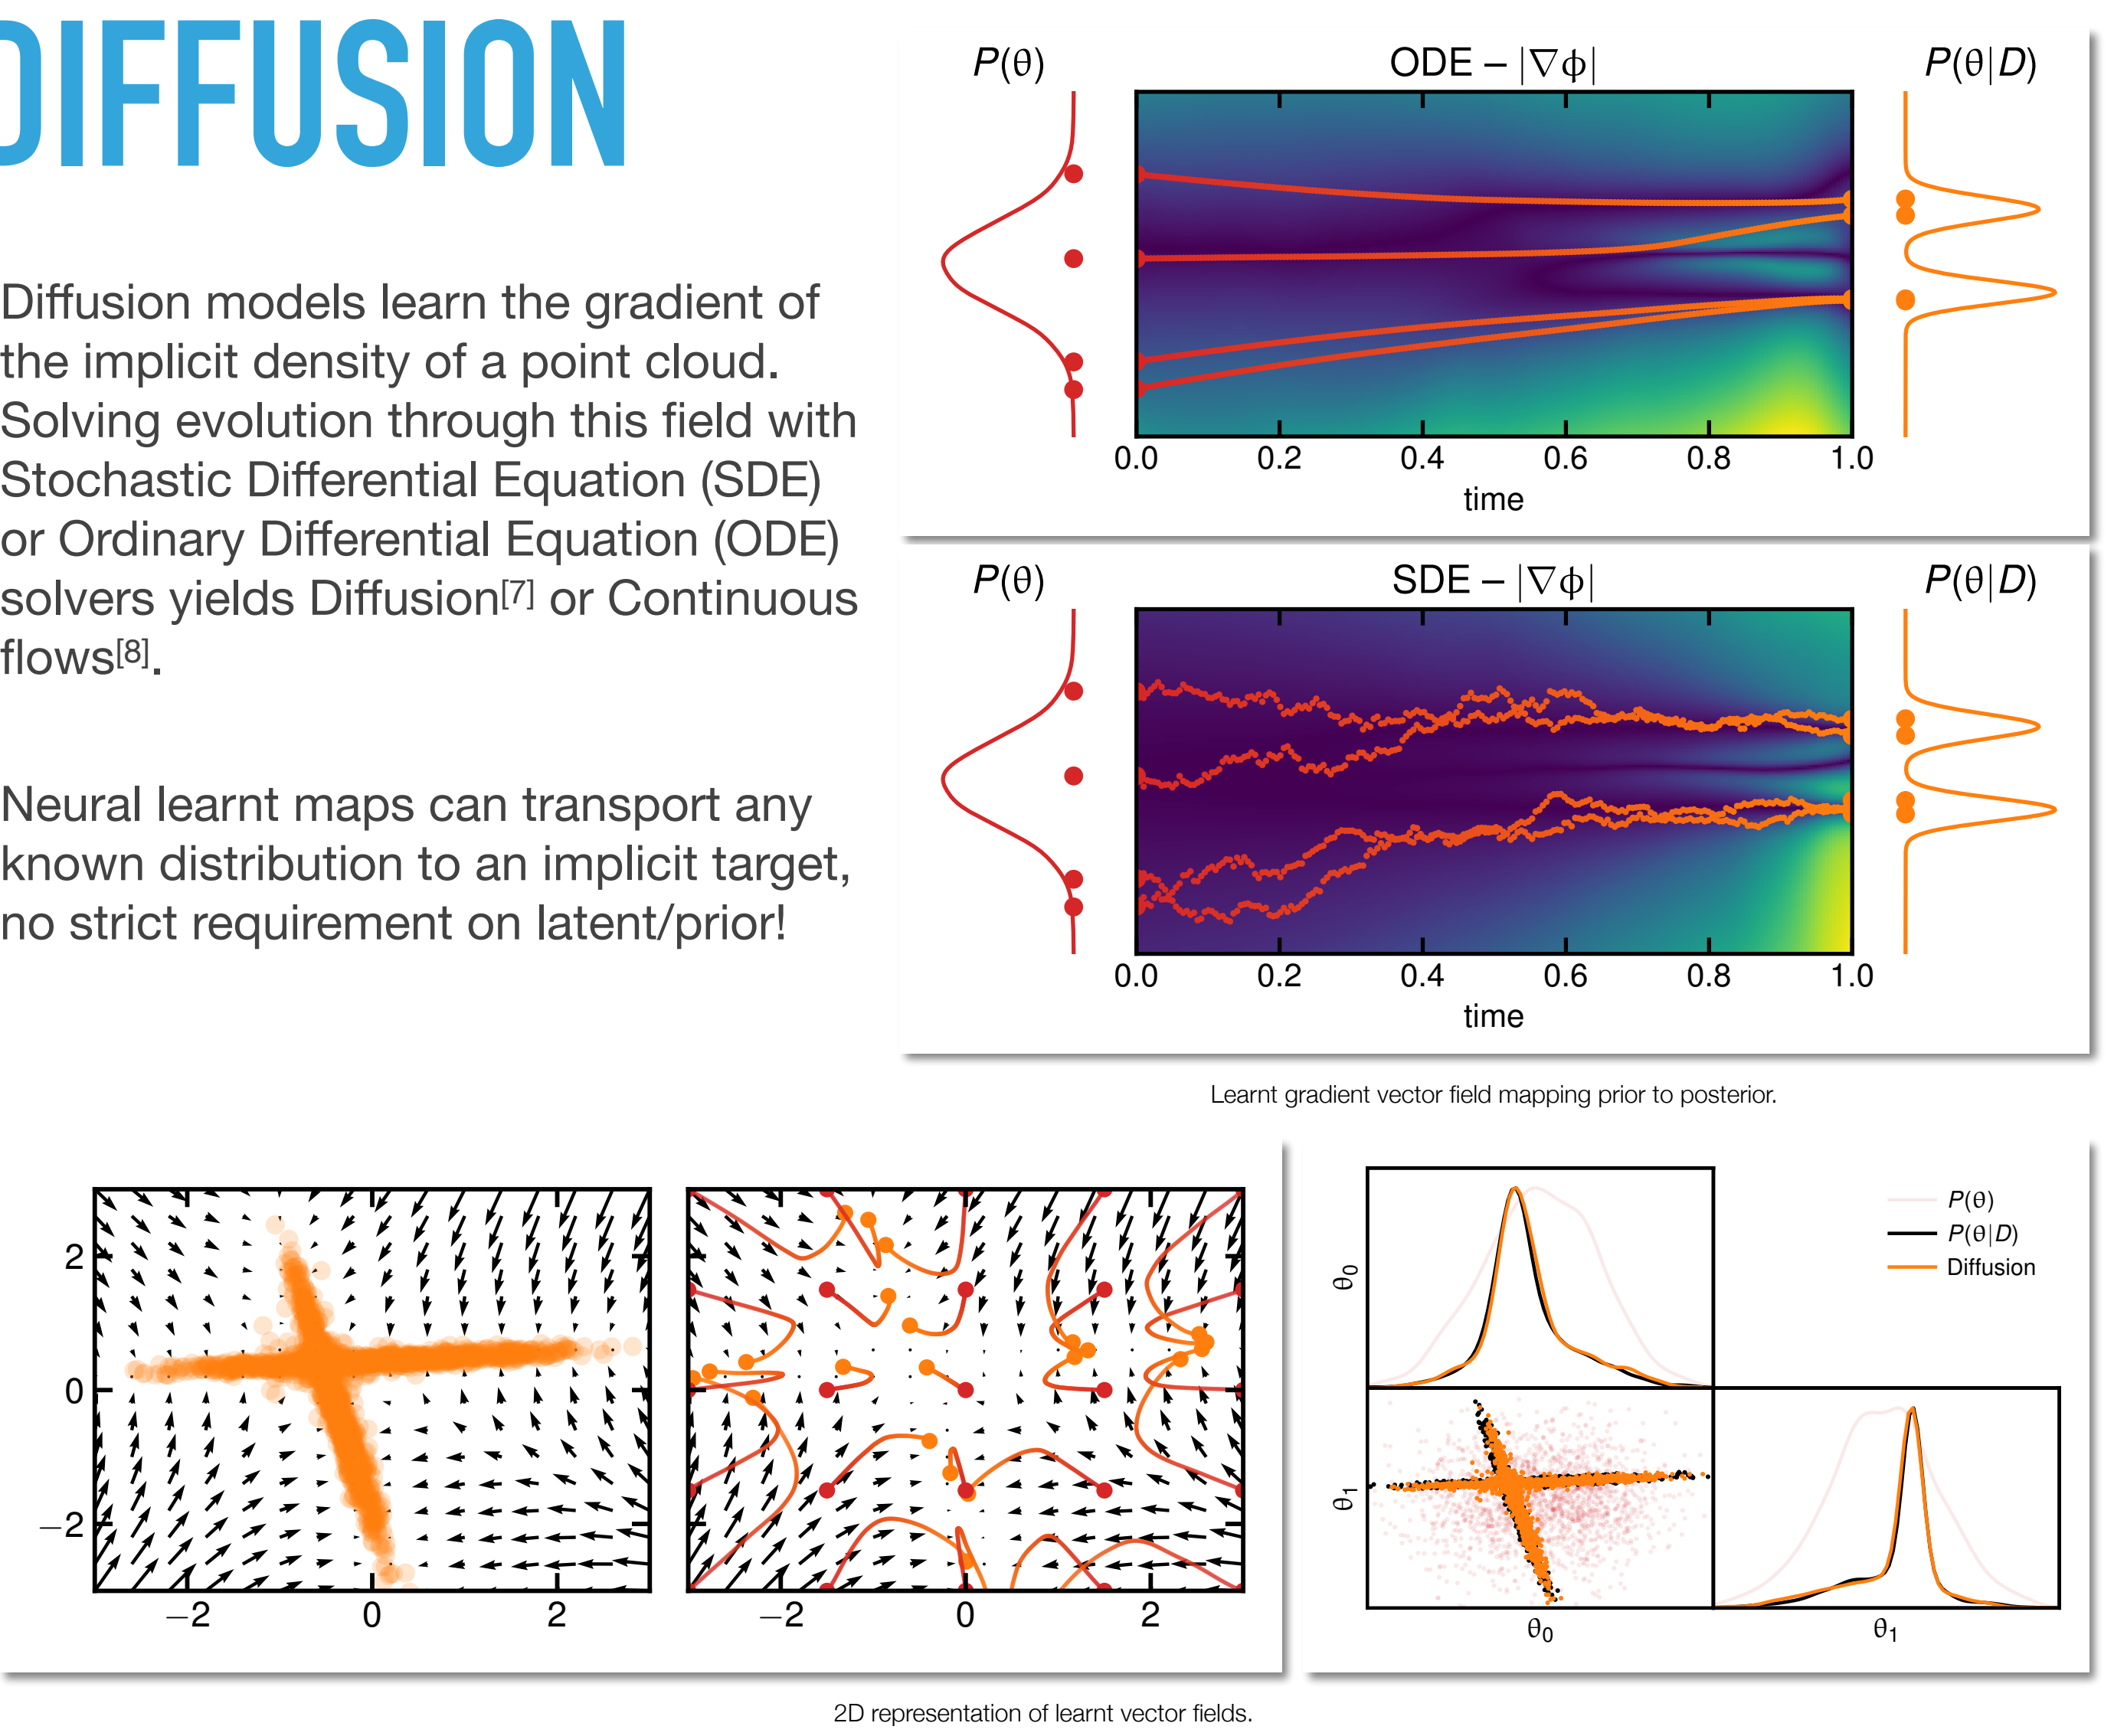 DIFFUSION
Diffusion models learn the gradient of
the implicit density of a point cloud.
Solving evolution through this field with
Stochastic Differential Equation (SDE)
or Ordinary Differential Equation (ODE)
solvers yields Diffusion[7] or Continuous
flows[8].
Neural learnt maps can transport any
known distribution to an implicit target,
no strict requirement on latent/prior!
P(θ)
ODE – |∇ϕ|
P(θ|D)
0.0 0.2 0.4 0.6 0.8 1.0
time
P(θ)
SDE – |∇ϕ|
P(θ|D)
0.0 0.2 0.4 0.6 0.8 1.0
time
Learnt gradient vector field mapping prior to posterior.
2
0
−2
−2 0 2
−2 0 2
P(θ)
P(θ|D)
Diffusion
θ0
θ1
θ0
θ1
2D representation of learnt vector fields.